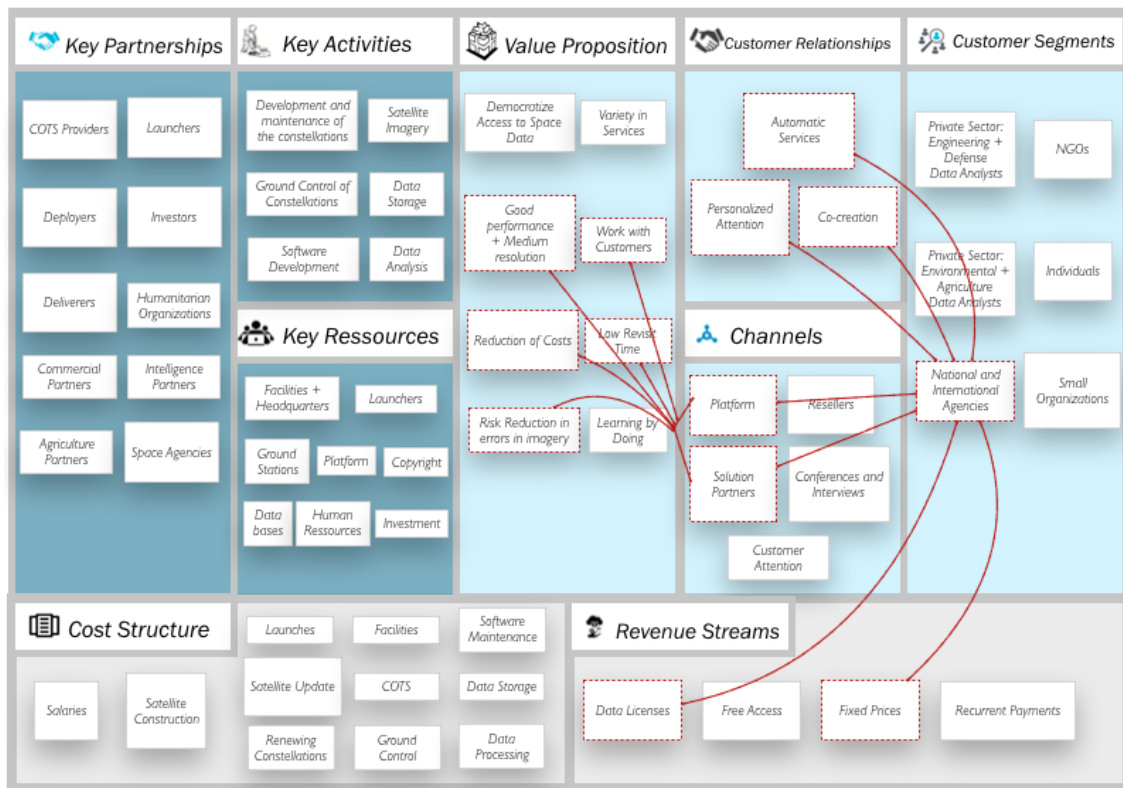 Key Partnerships
COTS Providers
Launchers
Deployers
Investors
Deliverers
Humanitarian
Organizations
Commercial
Partners
Intelligence
Partners
Agriculture
Partners
Space Agencies
Key Activities
Development and
maintenance of
the constellations
Satellite
Imagery
Ground Control of
Constellations
Data
Storage
Software
Development
Data
Analysis
Key Ressources
Facilities +
Headquarters
Launchers
Ground
Stations
Platform
Copyright
Data
bases
Human
Ressources
Investment
Value Proposition
Democratize
Access to Space
Data
Variety in
Services
Good
performance
+ Medium
resolution
Work with
Customers
Reduction of Costs
Low Revisit
Time
Risk Reduction in
errors in imagery
Learning by
Doing
Customer Relationships
Automatic
Services
Personalized
Attention
Co-creation
Channels
Platform
Resellers
Solution
Partners
Conferences and
Interviews
Customer
Attention
Customer Segments
Private Sector:
Engineering +
Defense
Data Analysts
NGOs
Private Sector:
Environmental +
Agriculture
Data Analysts
Individuals
National and
International
Agencies
Small
Organizations
Cost Structure
Salaries
Satellite
Construction
Launches
Facilities
Software
Maintenance
Satellite Update
COTS
Data Storage
Renewing
Constellations
Ground
Control
Data
Processing
Revenue Streams
Data Licenses
Free Access
Fixed Prices
Recurrent Payments